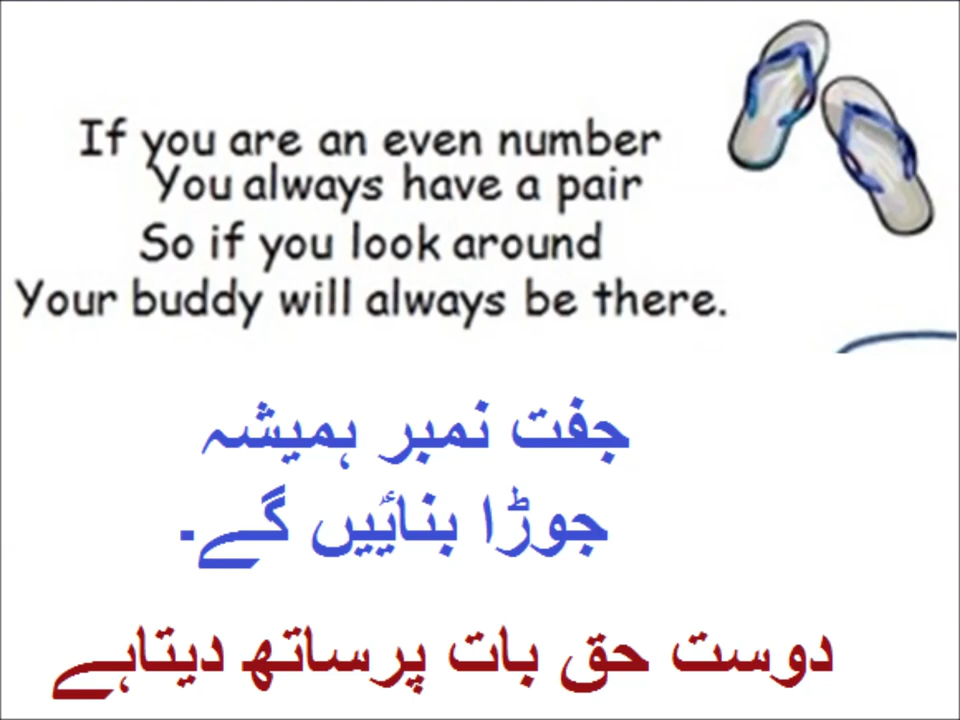 If you are an even number
You always have a pair
So if you look around
Your buddy will always be there.
جفت نمبر ہمیشہ
جوڑا بنائییں گے۔
دوست حق بات پرساتھ دیتاہے